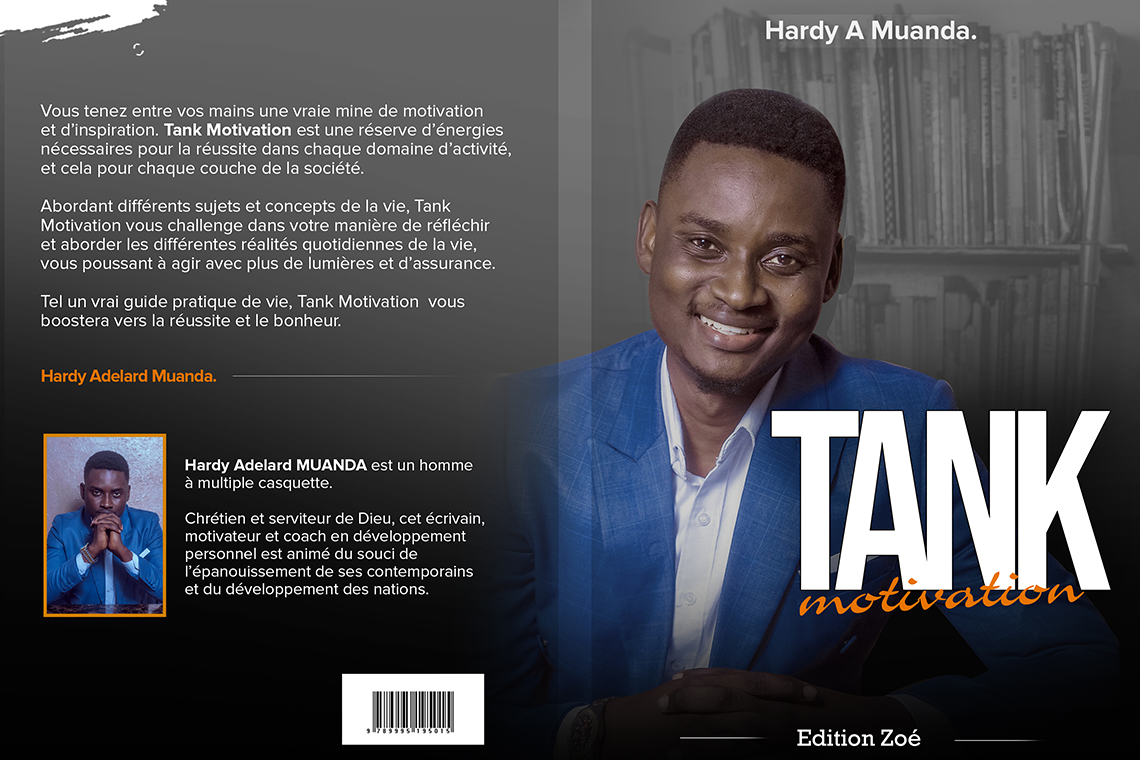 Vous tenez entre vos mains une vraie mine de motivation
et d’inspiration. Tank Motivation est une réserve d’énergies
nécessaires pour la réussite dans chaque domaine d’activité,
et cela pour chaque couche de la société.
Abordant différents sujets et concepts de la vie, Tank
Motivation vous challenge dans votre manière de réfléchir
et aborder les différentes réalités quotidiennes de la vie,
vous poussant à agir avec plus de lumières et d’assurance.
Tel un vrai guide pratique de vie, Tank Motivation vous
boostera vers la réussite et le bonheur.
Hardy Adelard Muanda.
Hardy Adelard MUANDA est un homme
à multiple casquette.
Chrétien et serviteur de Dieu, cet écrivain,
motivateur et coach en développement
personnel est animé du souci de
l’épanouissement de ses contemporains
et du développement des nations.
9 789995 195015
Hardy A Muanda.
TANK
motivation
Edition Zoé